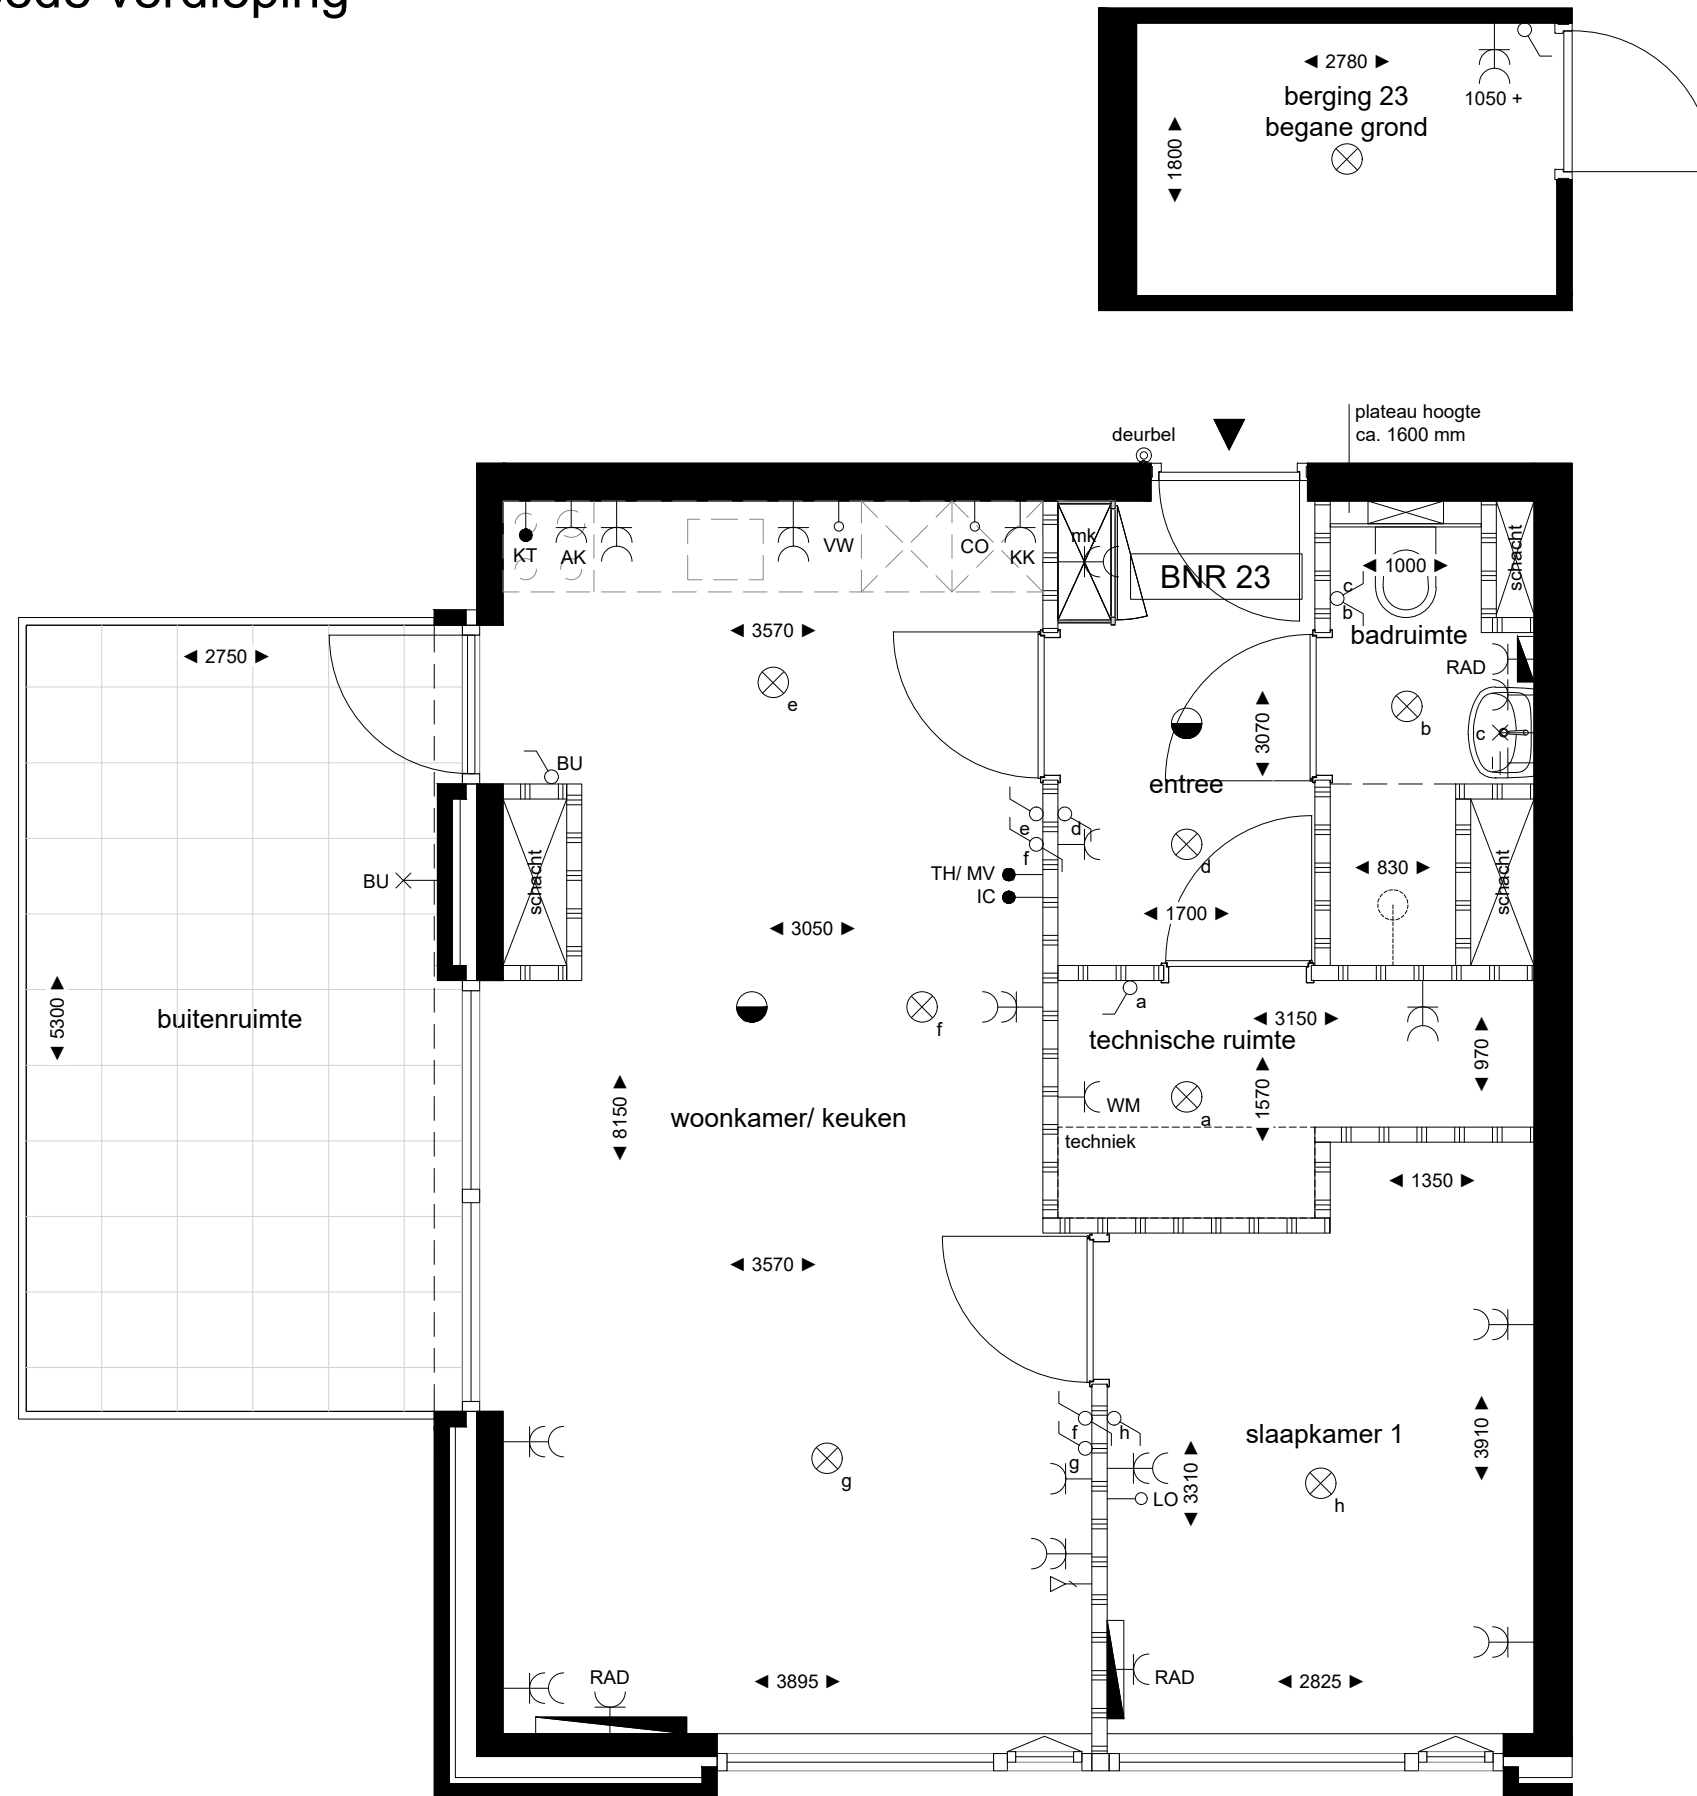 verdieping
◄ 2780 ►
berging 23
begane grond
1050 +
◄ 1800 ►
plateau hoogte
ca. 1600 mm
deurbel
KT
AK
VW
CO
KK
mk
BNR 23
◄ 1000 ►
schacht
c
b
badruimte
◄ 3570 ►
◄ 2750 ►
RAD
e
b
c
◄ 3070 ►
BU
entree
e
d
f
d
TH/ MV
IC
BU
schacht
◄ 830 ►
schacht
◄ 1700 ►
◄ 3050 ►
◄ 5300 ►
buitenruimte
f
a
◄ 3150 ►
technische ruimte
◄ 970 ►
◄ 1570 ►
◄ 8150 ►
woonkamer/ keuken
WM
a
techniek
◄ 1350 ►
◄ 3570 ►
f
h
g
slaapkamer 1
◄ 3910 ►
g
◄ 3310 ►
LO
h
RAD
◄ 3895 ►
RAD
◄ 2825 ►